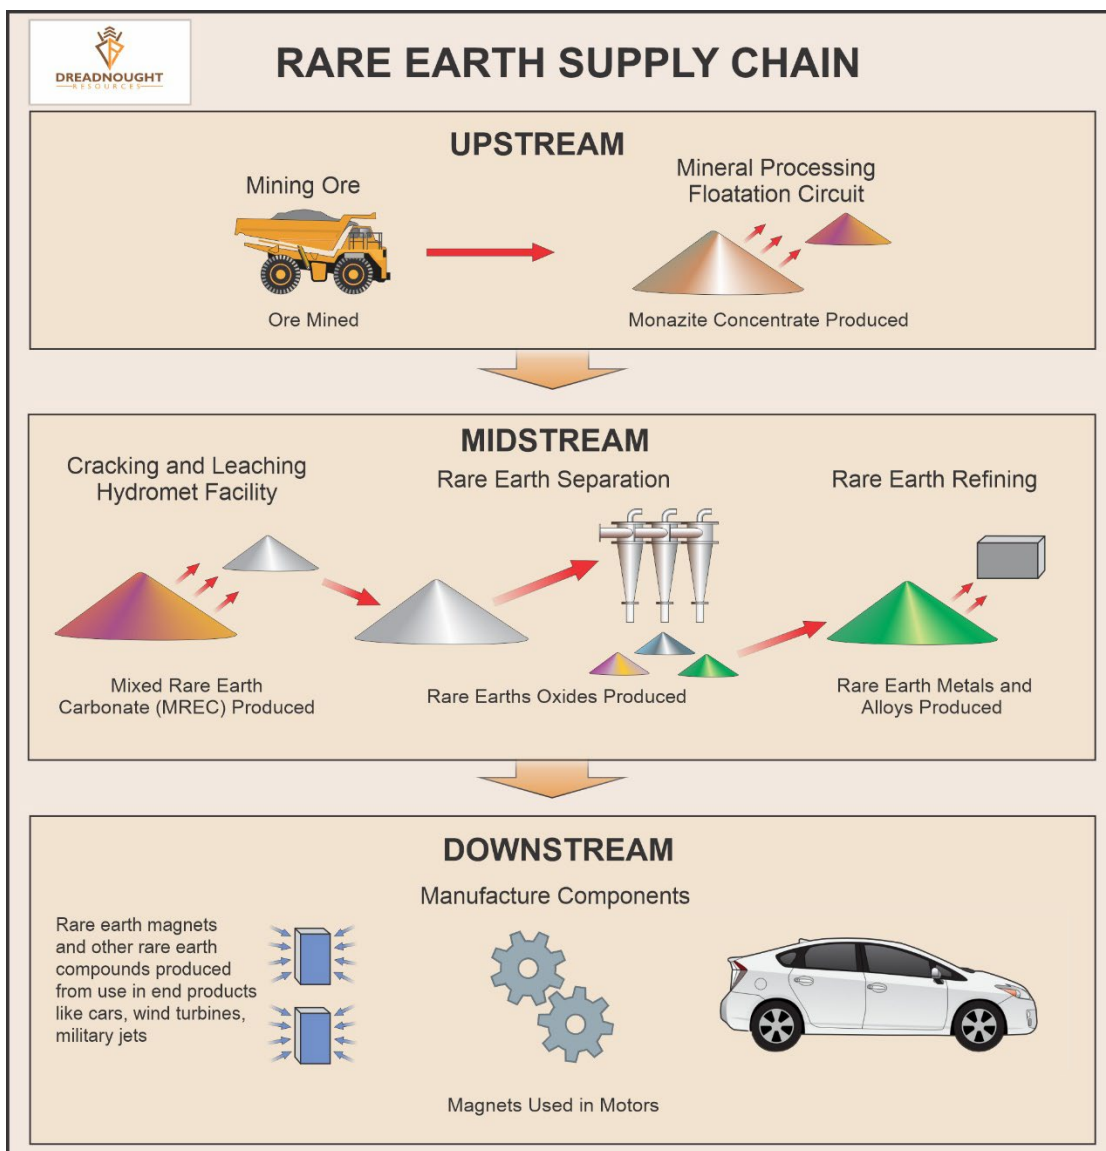 DREADNOUGHT
RESOURCES
RARE EARTH SUPPLY CHAIN
UPSTREAM
Mining Ore
Mineral Processing
Floatation Circuit
Ore Mined
Monazite Concentrate Produced
MIDSTREAM
Cracking and Leaching
Hydromet Facility
Rare Earth Separation
Rare Earth Refining
Mixed Rare Earth
Carbonate (MREC) Produced
Rare Earths Oxides Produced
Rare Earth Metals and
Alloys Produced
DOWNSTREAM
Manufacture Components
Rare earth magnets
and other rare earth
compounds produced
from use in end products
like cars, wind turbines,
military jets
Magnets Used in Motors